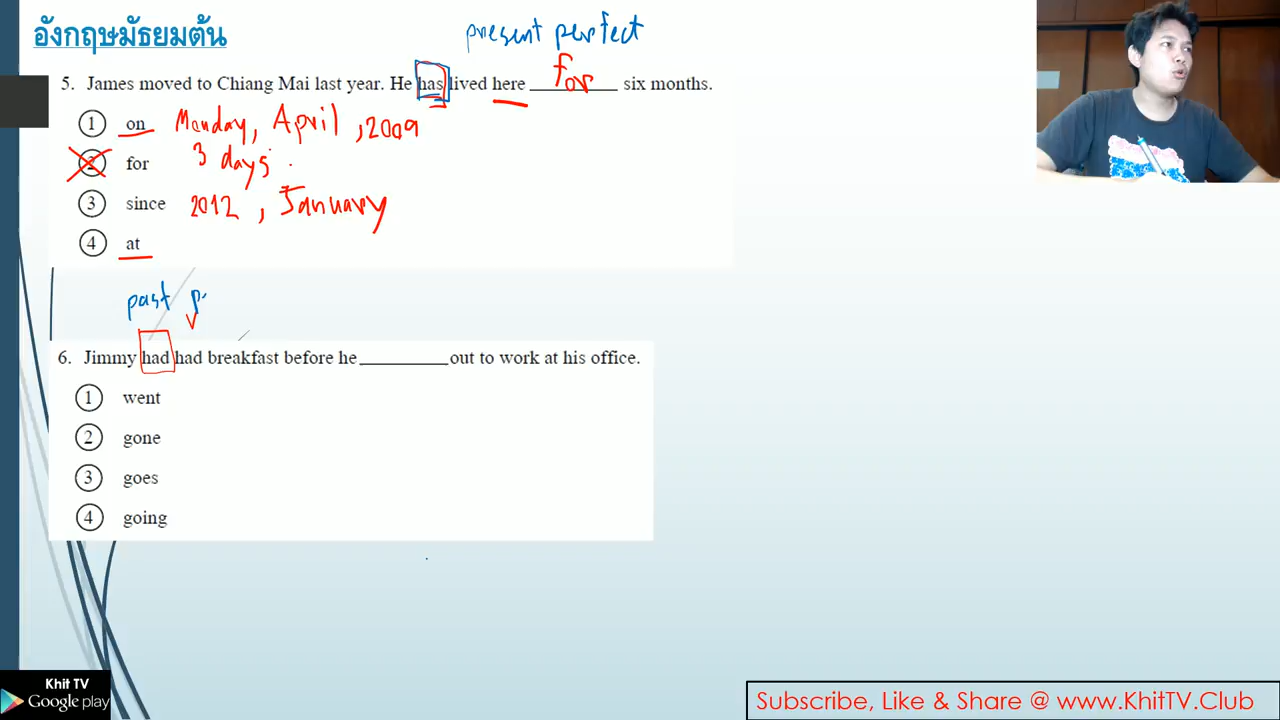 อังกฤษมัธยมต้น
present perfect
5. James moved to Chiang Mai last year. He has lived here for six months.
1 on Monday, April, 2009
2 for 3 days.
3 since 2012, January
4 at
past p
6. Jimmy had had breakfast before he ________ out to work at his office.
1 went
2 gone
3 goes
4 going
Khit TV
Google play
Subscribe, Like & Share @ www.KhitTV.Club